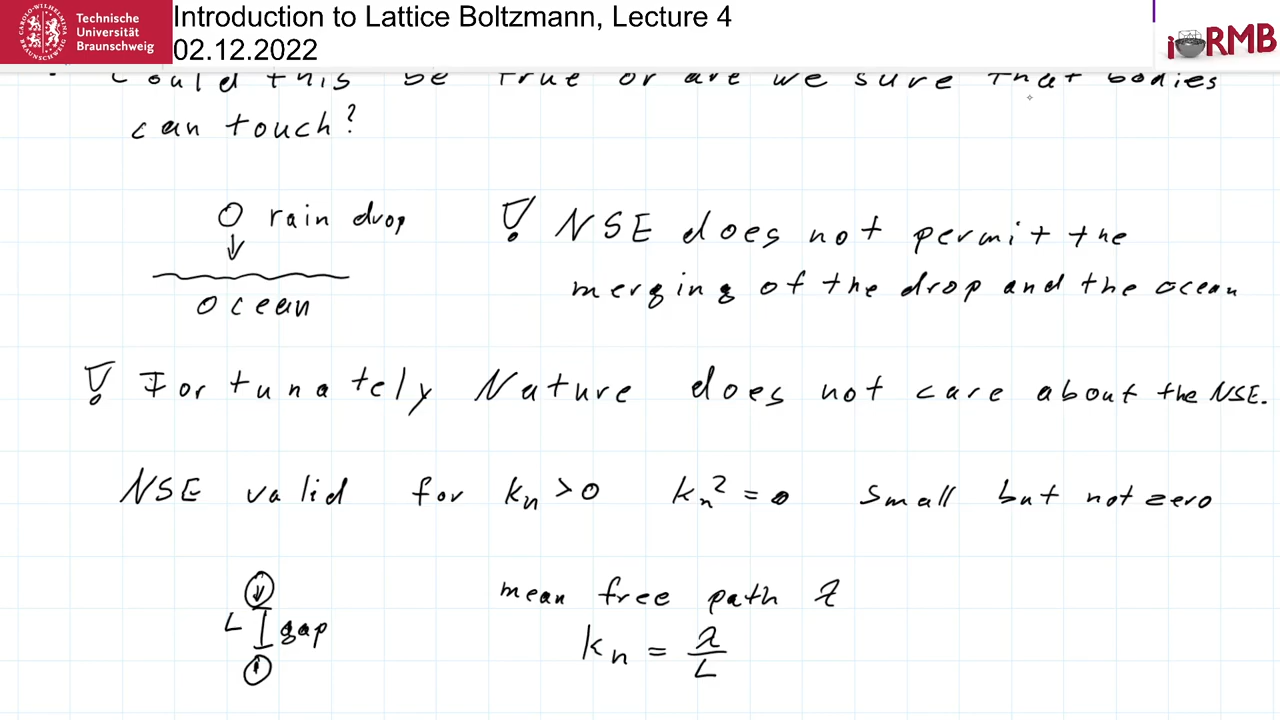 Introduction to Lattice Boltzmann, Lecture 4
02.12.2022
Technische
Universität
Braunschweig
iRMB
could this be true or are we sure that bodies
can touch?
rain drop
ocean
! NSE does not permit the
merging of the drop and the ocean
! Fortunately Nature does not care about the NSE.
NSE valid for Kn > 0 Kn² = 0 small but not zero
L gap
mean free path λ
Kn = λ/L